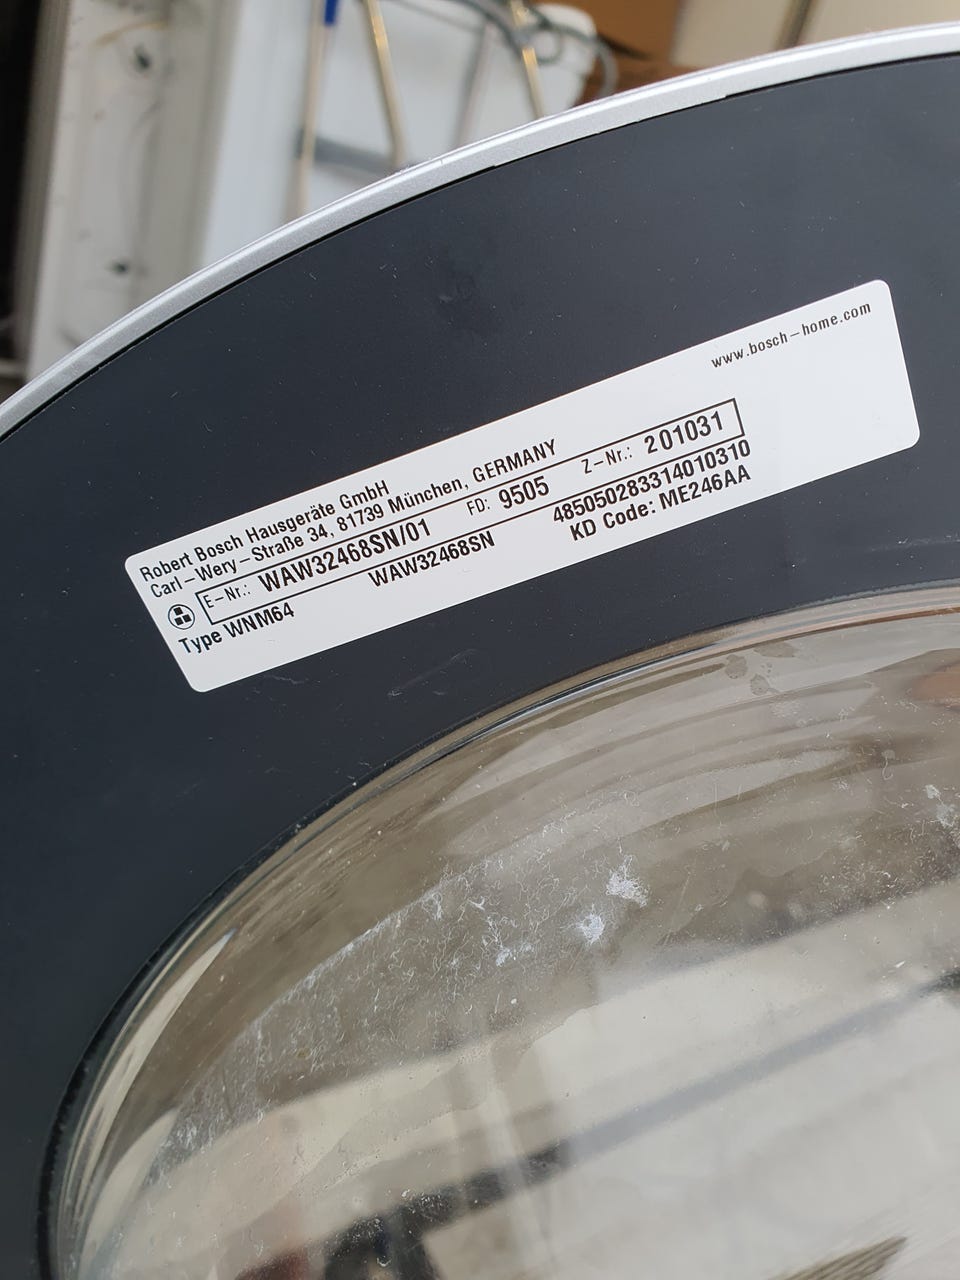 www.bosch-home.com
Robert Bosch Hausgeräte GmbH
Carl-Wery-Straße 34, 81739 München, GERMANY
E-Nr.: WAW32468SN/01 FD: 9505 Z-Nr.: 201031
Type WNM64 WAW32468SN 485050283314010310
KD Code: ME246AA